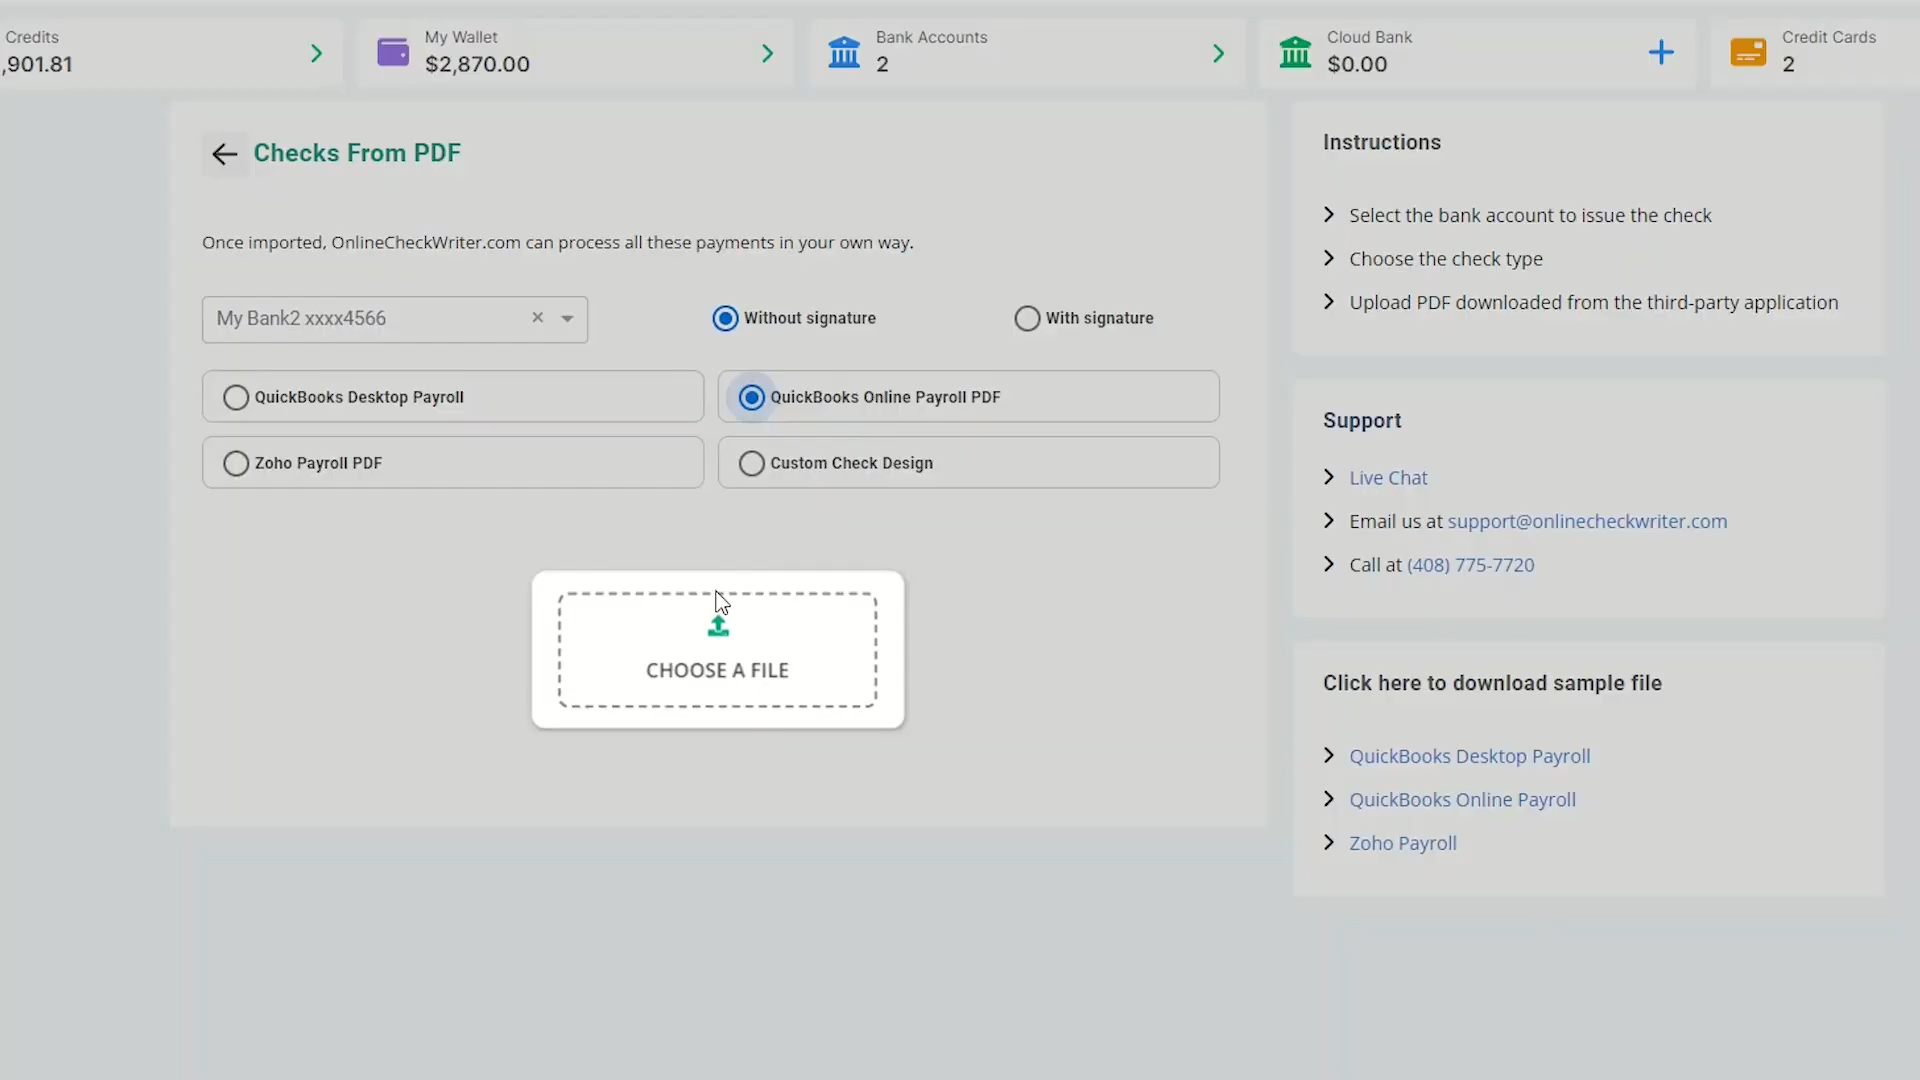 Credits
,901.81
My Wallet
$2,870.00
Bank Accounts
2
Cloud Bank
$0.00
Credit Cards
2
Checks From PDF
Once imported, OnlineCheckWriter.com can process all these payments in your own way.
My Bank2 xxxx4566
Without signature
With signature
QuickBooks Desktop Payroll
QuickBooks Online Payroll PDF
Zoho Payroll PDF
Custom Check Design
CHOOSE A FILE
Instructions
Select the bank account to issue the check
Choose the check type
Upload PDF downloaded from the third-party application
Support
Live Chat
Email us at support@onlinecheckwriter.com
Call at (408) 775-7720
Click here to download sample file
QuickBooks Desktop Payroll
QuickBooks Online Payroll
Zoho Payroll